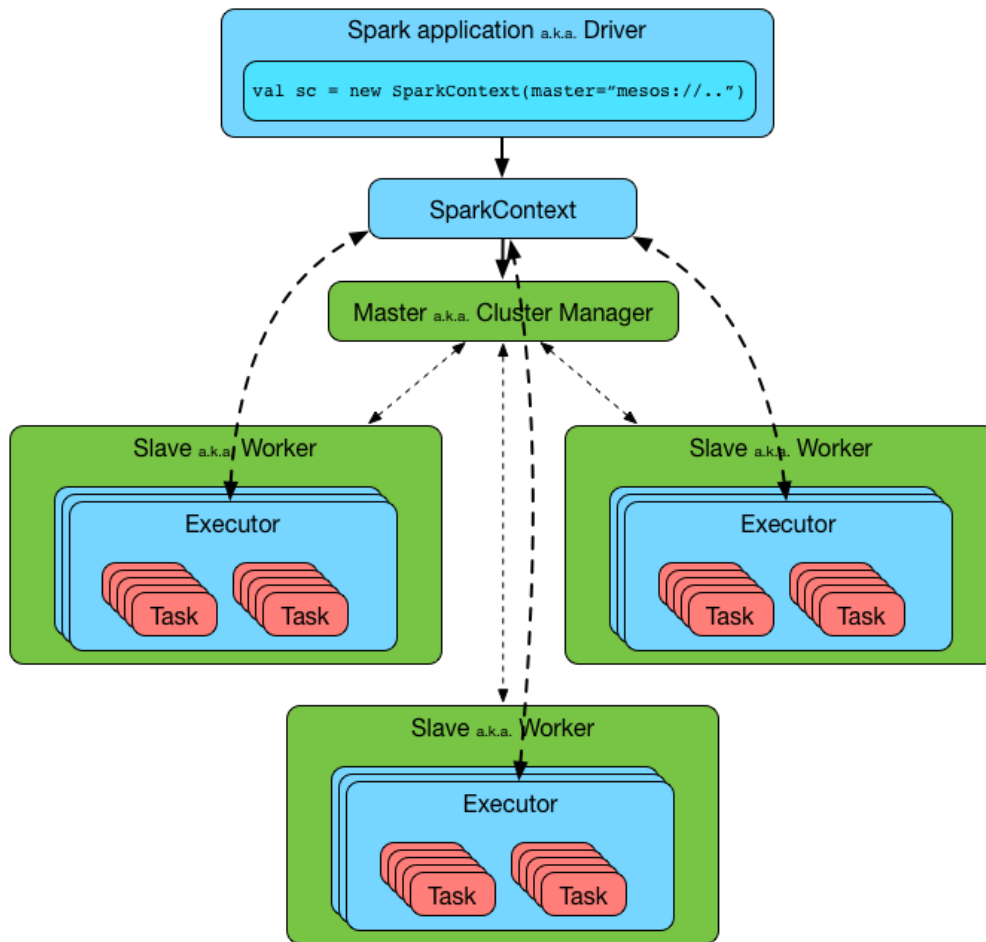 Spark application a.k.a. Driver
val sc = new SparkContext(master=”mesos://..”)
SparkContext
Master a.k.a. Cluster Manager
Slave a.k.a. Worker
Executor
Task
Task
Slave a.k.a. Worker
Executor
Task
Task
Slave a.k.a. Worker
Executor
Task
Task